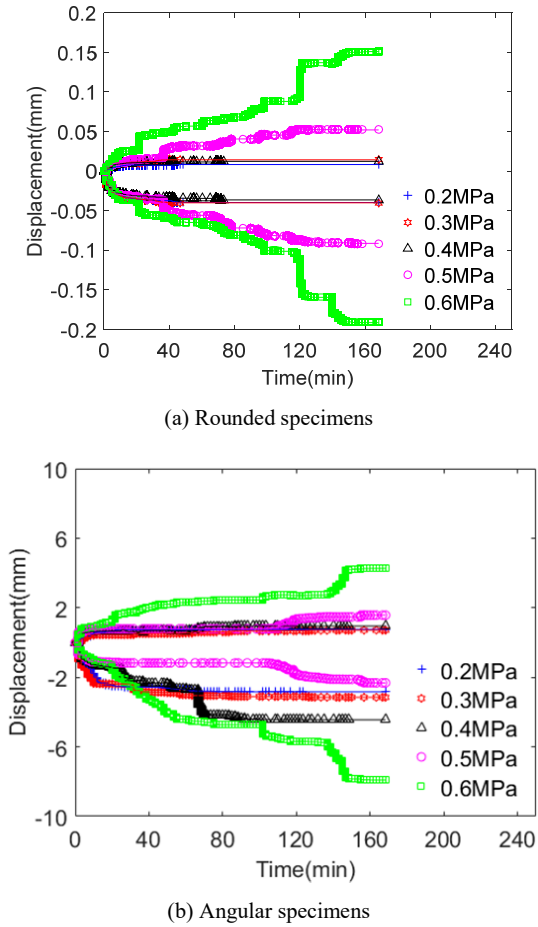 0.2
0.15
0.1
0.05
0
-0.05
-0.1
-0.15
-0.2
Displacement(mm)
0.2MPa
0.3MPa
0.4MPa
0.5MPa
0.6MPa
0 40 80 120 160 200 240
Time(min)
(a) Rounded specimens
10
6
2
-2
-6
-10
Displacement(mm)
0.2MPa
0.3MPa
0.4MPa
0.5MPa
0.6MPa
0 40 80 120 160 200 250
Time(min)
(b) Angular specimens